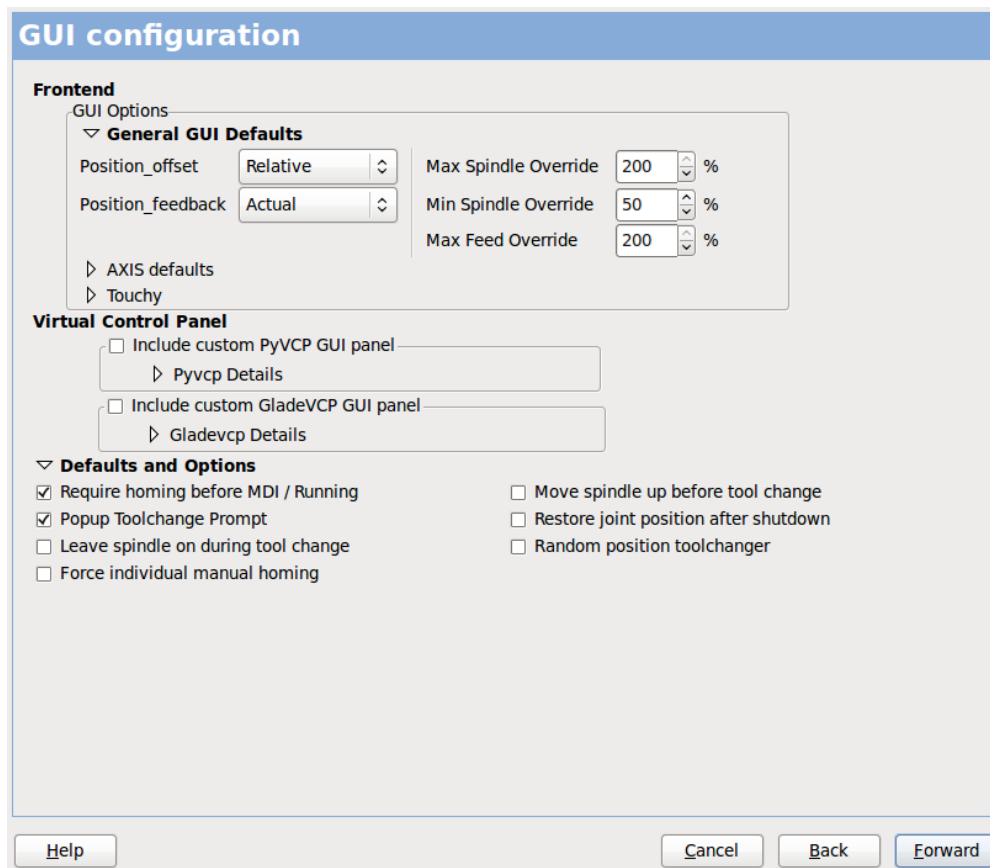 GUI configuration
Frontend
GUI Options
General GUI Defaults
Position_offset Relative Max Spindle Override 200 %
Position_feedback Actual Min Spindle Override 50 %
Max Feed Override 200 %
AXIS defaults
Touchy
Virtual Control Panel
Include custom PyVCP GUI panel
Pyvcp Details
Include custom GladeVCP GUI panel
Gladevcp Details
Defaults and Options
Require homing before MDI / Running Move spindle up before tool change
Popup Toolchange Prompt Restore joint position after shutdown
Leave spindle on during tool change Random position toolchanger
Force individual manual homing
Help Cancel Back Forward